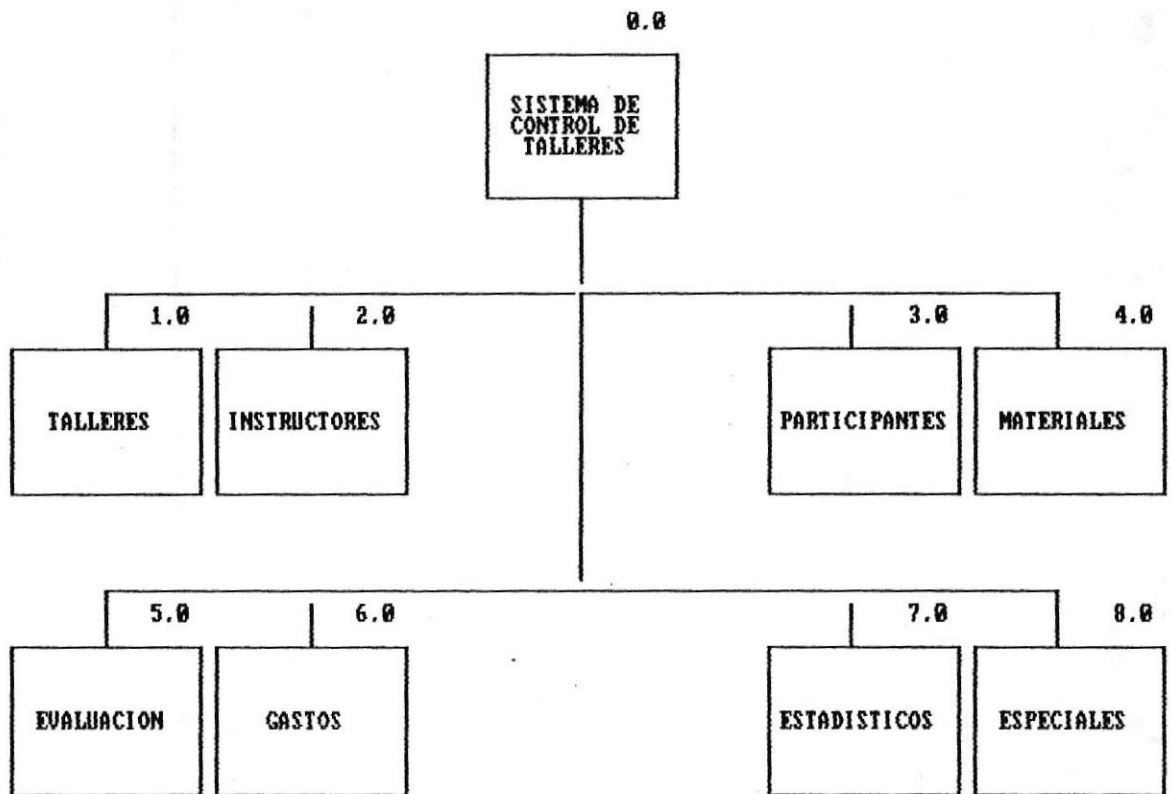 0.0
SISTEMA DE
CONTROL DE
TALLERES
1.0
2.0
3.0
4.0
TALLERES
INSTRUCTORES
PARTICIPANTES
MATERIALES
5.0
6.0
7.0
8.0
EVALUACION
GASTOS
ESTADISTICOS
ESPECIALES